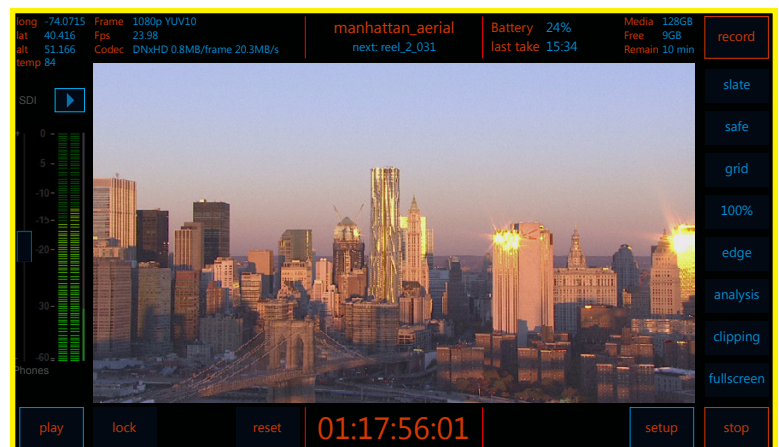 long -74.0715 Frame 1080p YUV10 manhattan_aerial Battery 24% Media 128GB record
lat 40.416 Fps 23.98 next: reel_2_031 last take 15:34 Free 9GB
alt 51.166 Codec DNxHD 0.8MB/frame 20.3MB/s Remain 10 min
temp 84
SDI
slate
safe
grid
100%
edge
analysis
clipping
fullscreen
+ 0 -
5 -
-10-
-15-
-20-
30-
-60-
Phones
play lock reset 01:17:56:01 setup stop